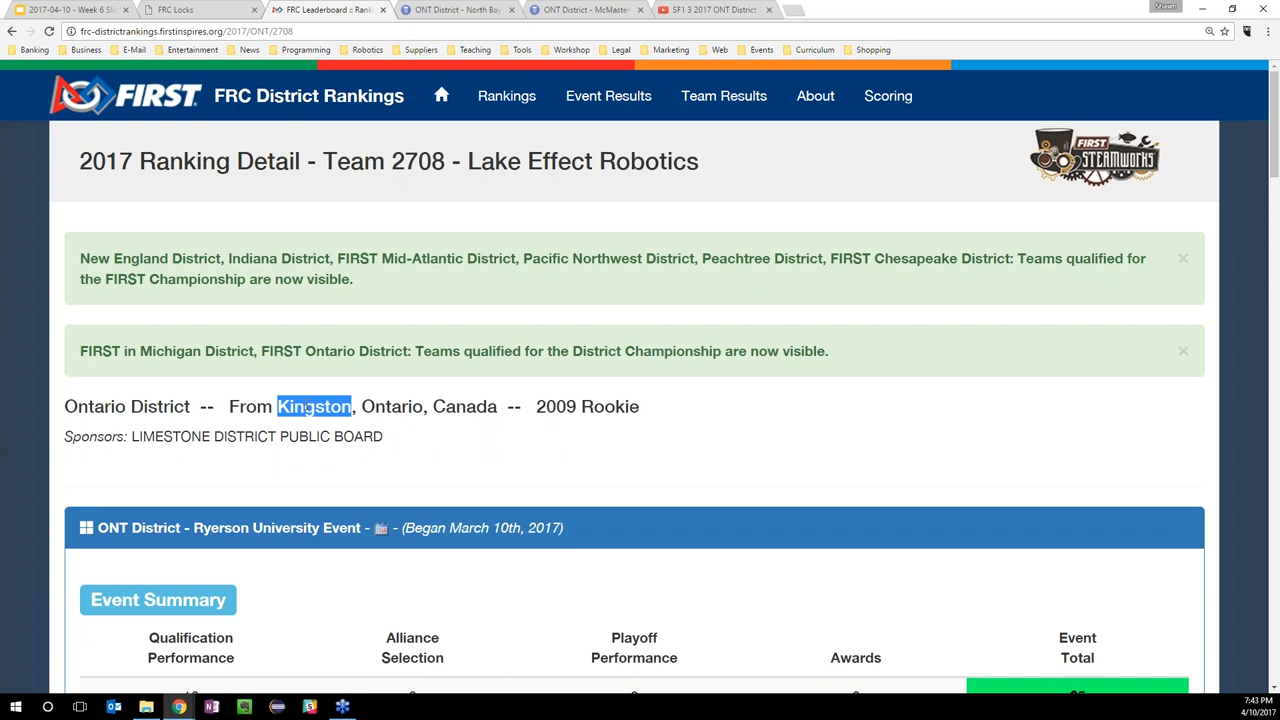 2017-04-10 - Week 6 Sli
FRC Locks
FRC Leaderboard :: Ranki
ONT District - North Bay
ONT District - McMaster
SF1 3 2017 ONT District
Shawn
frc-districtrankings.firstinspires.org/2017/ONT/2708
Banking
Business
E-Mail
Entertainment
News
Programming
Robotics
Suppliers
Teaching
Tools
Workshop
Legal
Marketing
Web
Events
Curriculum
Shopping
FIRST
FRC District Rankings
Rankings
Event Results
Team Results
About
Scoring
2017 Ranking Detail - Team 2708 - Lake Effect Robotics
FIRST
STEAMWORKS
New England District, Indiana District, FIRST Mid-Atlantic District, Pacific Northwest District, Peachtree District, FIRST Chesapeake District: Teams qualified for
the FIRST Championship are now visible.
×
FIRST in Michigan District, FIRST Ontario District: Teams qualified for the District Championship are now visible.
×
Ontario District -- From Kingston, Ontario, Canada -- 2009 Rookie
Sponsors: LIMESTONE DISTRICT PUBLIC BOARD
ONT District - Ryerson University Event - - (Began March 10th, 2017)
Event Summary
Qualification
Performance
Alliance
Selection
Playoff
Performance
Awards
Event
Total
7:43 PM
4/10/2017